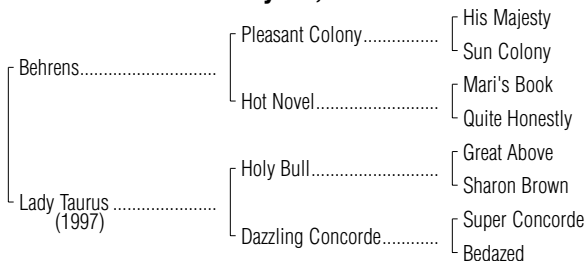 His Majesty
Pleasant Colony..................
Sun Colony
Behrens.............................
Mari's Book
Hot Novel.............................
Quite Honestly
Great Above
Holy Bull..............................
Sharon Brown
Lady Taurus ......................
(1997)
Super Concorde
Dazzling Concorde.............
Bedazed